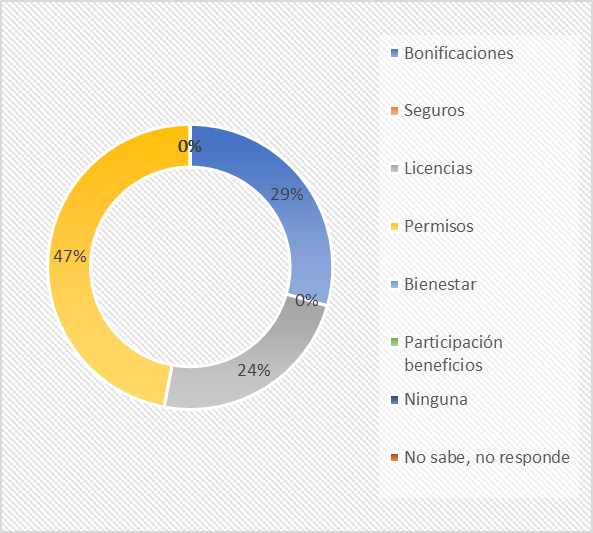 0%
29%
47%
0%
24%
Bonificaciones
Seguros
Licencias
Permisos
Bienestar
Participación
beneficios
Ninguna
No sabe, no responde